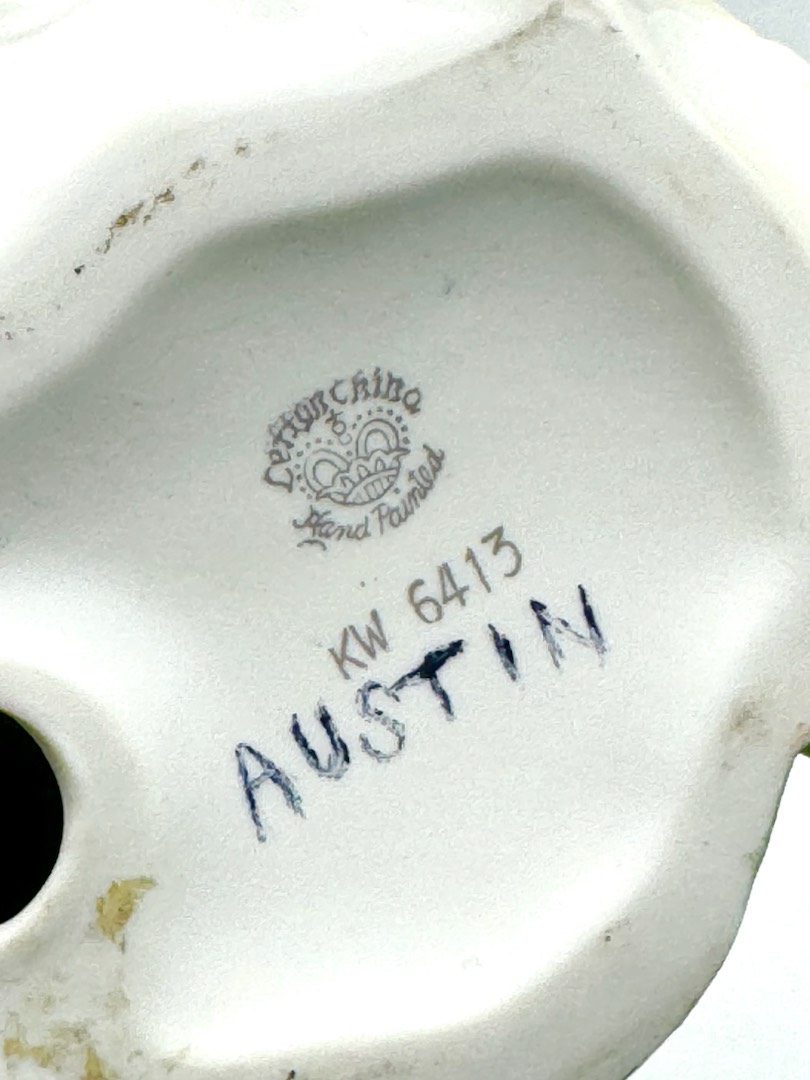 Lefton China
Hand Painted
KW 6413
AUSTIN